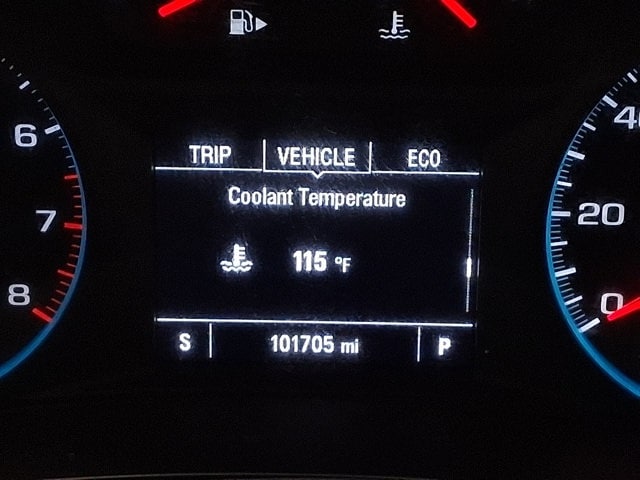 TRIP VEHICLE ECO
Coolant Temperature
115 °F
S 101705 mi P
6
7
8
40
20
0